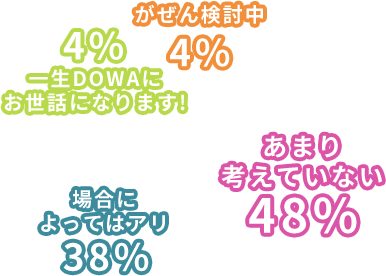 がぜん検討中
4%
4%
一生DOWAに
お世話になります!
あまり
考えていない
48%
場合に
よってはアリ
38%